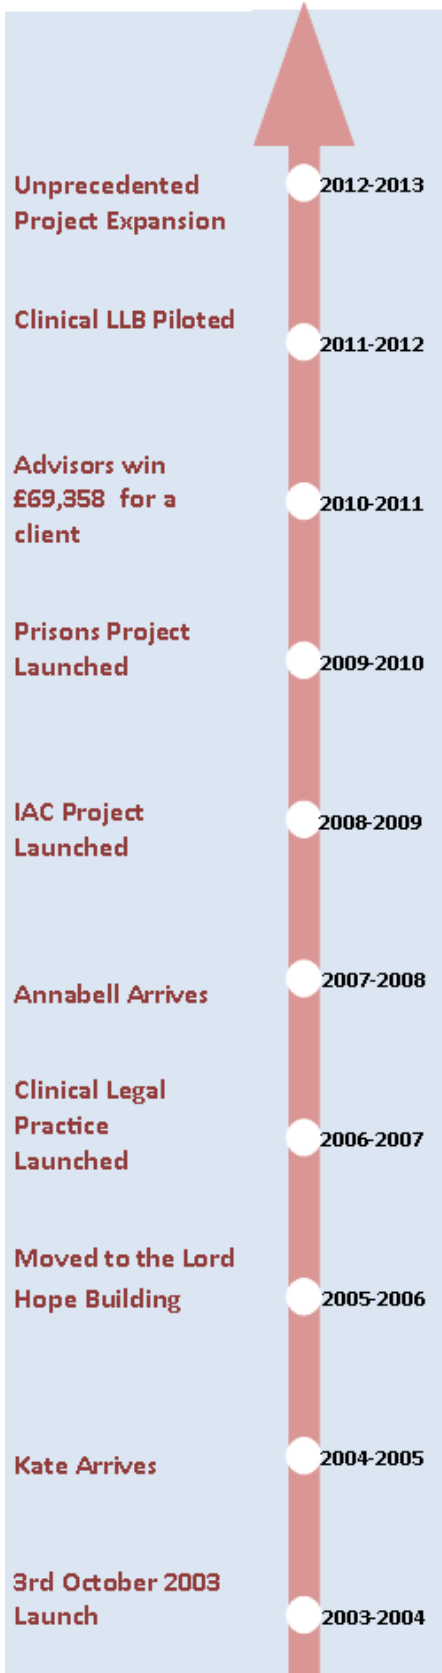 Unprecedented
Project Expansion
2012-2013
Clinical LLB Piloted
2011-2012
Advisors win
£69,358 for a
client
2010-2011
Prisons Project
Launched
2009-2010
IAC Project
Launched
2008-2009
Annabell Arrives
2007-2008
Clinical Legal
Practice
Launched
2006-2007
Moved to the Lord
Hope Building
2005-2006
Kate Arrives
2004-2005
3rd October 2003
Launch
2003-2004